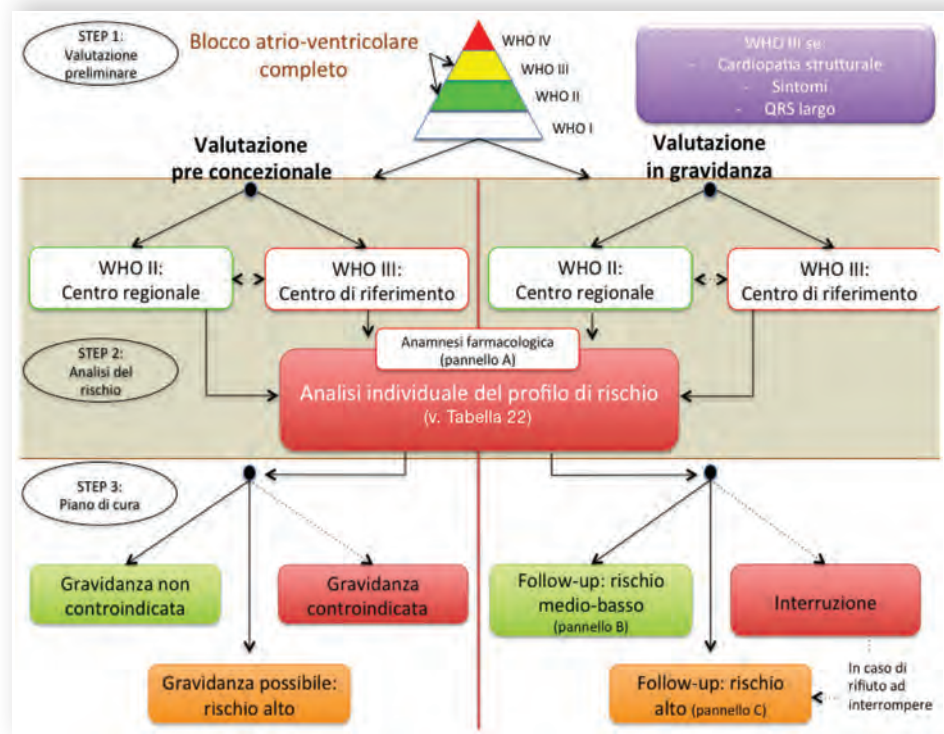 STEP 1:
Valutazione
preliminare
Blocco atrio-ventricolare
completo
WHO IV
WHO III
WHO II
WHO I
WHO III se:
- Cardiopatia strutturale
- Sintomi
- QRS largo
Valutazione
pre concezionale
Valutazione
in gravidanza
WHO II:
Centro regionale
WHO III:
Centro di riferimento
WHO II:
Centro regionale
WHO III:
Centro di riferimento
STEP 2:
Analisi del
rischio
Anamnesi farmacologica
(pannello A)
Analisi individuale del profilo di rischio
(v. Tabella 22)
STEP 3:
Piano di cura
Gravidanza non
controindicata
Gravidanza
controindicata
Gravidanza possibile:
rischio alto
Follow-up: rischio
medio-basso
(pannello B)
Interruzione
Follow-up: rischio
alto (pannello C)
In caso di
rifiuto ad
interrompere